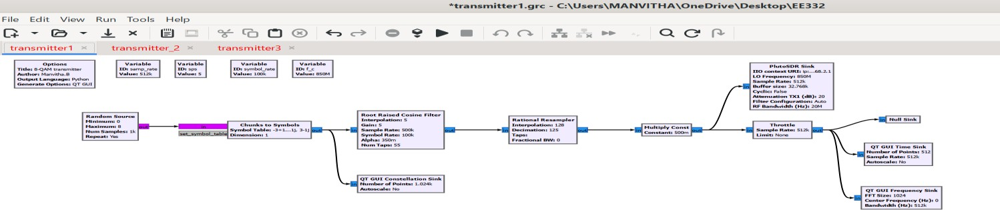 *transmitter1.grc - C:\Users\MANVITHA\OneDrive\Desktop\EE332
File Edit View Run Tools Help
transmitter1 × transmitter_2 × transmitter3 ×
Options
Title: 8-QAM transmitter
Author: Manvitha.B
Output Language: Python
Generate Options: QT GUI
Variable
ID: samp_rate
Value: 512k
Variable
ID: sps
Value: 5
Variable
ID: symbol_rate
Value: 100k
Variable
ID: f_c
Value: 850M
Random Source
Minimum: 0
Maximum: 8
Num Samples: 1k
Repeat: Yes
out
in
set_symbol_table
Chunks to Symbols
Symbol Table: -3+1...1j, 3-1j
Dimension: 1
out
in
Root Raised Cosine Filter
Interpolation: 5
Gain: 5
Sample Rate: 500k
Symbol Rate: 100k
Alpha: 350m
Num Taps: 55
out
in
QT GUI Constellation Sink
Number of Points: 1.024k
Autoscale: No
in
Rational Resampler
Interpolation: 128
Decimation: 125
Taps:
Fractional BW: 0
out
in
Multiply Const
Constant: 500m
out
in
PlutoSDR Sink
IIO context URI: ip:...68.2.1
LO Frequency: 850M
Sample Rate: 512k
Buffer size: 32.768k
Cyclic: False
Attenuation TX1 (dB): 20
Filter Configuration: Auto
RF Bandwidth (Hz): 20M
in
Throttle
Sample Rate: 512k
Limit: None
out
in
Null Sink
in
QT GUI Time Sink
Number of Points: 512
Sample Rate: 512k
Autoscale: No
in
QT GUI Frequency Sink
FFT Size: 1024
Center Frequency (Hz): 0
Bandwidth (Hz): 512k